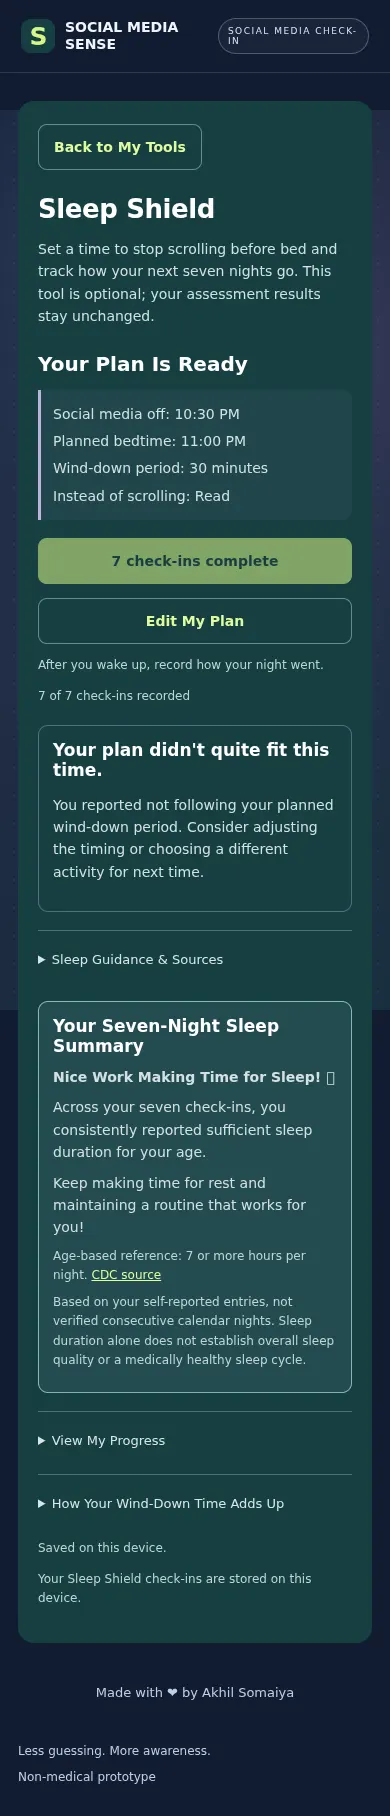 S
SOCIAL MEDIA
SENSE
SOCIAL MEDIA CHECK-
IN
Back to My Tools
Sleep Shield
Set a time to stop scrolling before bed and
track how your next seven nights go. This
tool is optional; your assessment results
stay unchanged.
Your Plan Is Ready
Social media off: 10:30 PM
Planned bedtime: 11:00 PM
Wind-down period: 30 minutes
Instead of scrolling: Read
7 check-ins complete
Edit My Plan
After you wake up, record how your night went.
7 of 7 check-ins recorded
Your plan didn't quite fit this
time.
You reported not following your planned
wind-down period. Consider adjusting
the timing or choosing a different
activity for next time.
▶ Sleep Guidance & Sources
Your Seven-Night Sleep
Summary
Nice Work Making Time for Sleep!
Across your seven check-ins, you
consistently reported sufficient sleep
duration for your age.
Keep making time for rest and
maintaining a routine that works for
you!
Age-based reference: 7 or more hours per
night. CDC source
Based on your self-reported entries, not
verified consecutive calendar nights. Sleep
duration alone does not establish overall sleep
quality or a medically healthy sleep cycle.
▶ View My Progress
▶ How Your Wind-Down Time Adds Up
Saved on this device.
Your Sleep Shield check-ins are stored on this
device.
Made with ❤ by Akhil Somaiya
Less guessing. More awareness.
Non-medical prototype